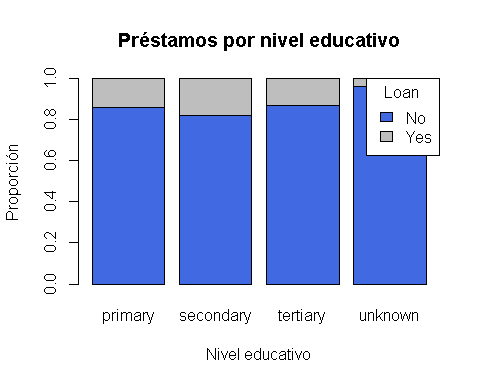 Préstamos por nivel educativo
Proporción
1.0
0.8
0.6
0.4
0.2
0.0
Loan
No
Yes
primary secondary tertiary unknown
Nivel educativo